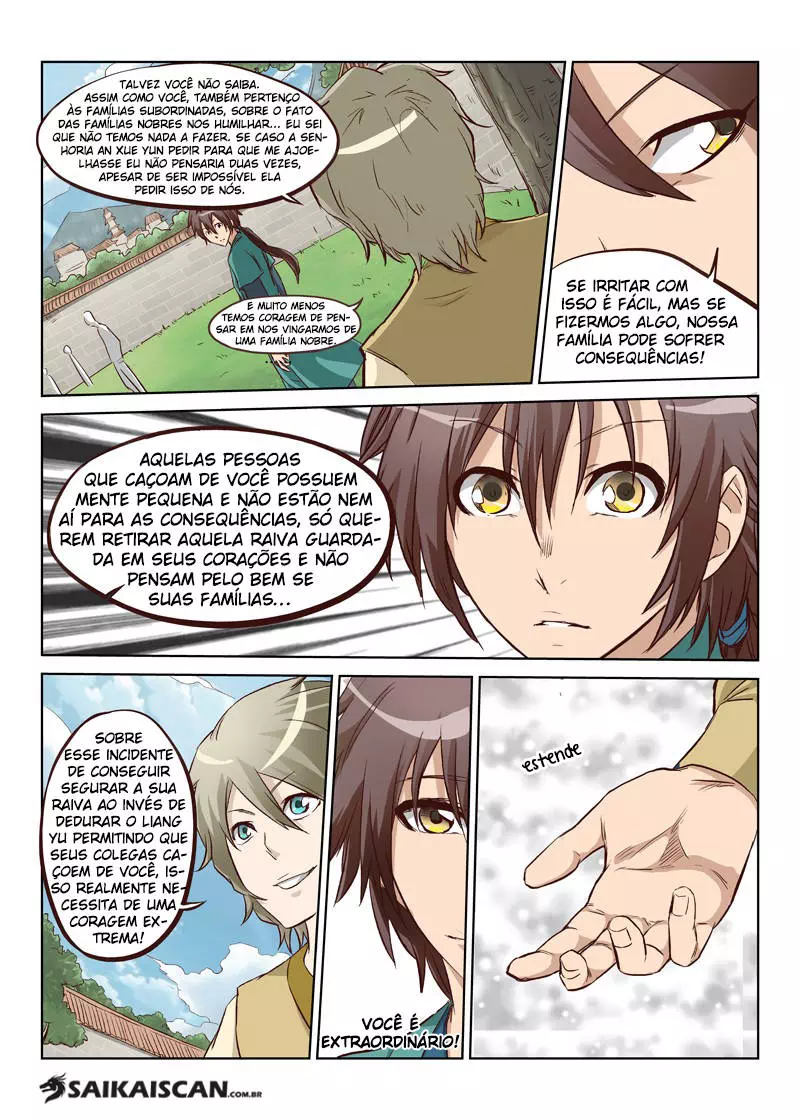 TALVEZ VOCÊ NÃO SAIBA.
ASSIM COMO VOCÊ, TAMBÉM PERTENÇO
ÀS FAMÍLIAS SUBORDINADAS, SOBRE O FATO
DAS FAMÍLIAS NOBRES NOS HUMILHAR... EU SEI
QUE NÃO TEMOS NADA A FAZER. SE CASO A SEN-
HORIA AN XUE YUN PEDIR PARA QUE ME AJOE-
LHASSE EU NÃO PENSARIA DUAS VEZES,
APESAR DE SER IMPOSSÍVEL ELA
PEDIR ISSO DE NÓS.
E MUITO MENOS
TEMOS CORAGEM DE PEN-
SAR EM NOS VINGARMOS DE
UMA FAMÍLIA NOBRE.
SE IRRITAR COM
ISSO É FÁCIL, MAS SE
FIZERMOS ALGO, NOSSA
FAMÍLIA PODE SOFRER
CONSEQUÊNCIAS!
AQUELAS PESSOAS
QUE CAÇOAM DE VOCÊ POSSUEM
MENTE PEQUENA E NÃO ESTÃO NEM
AÍ PARA AS CONSEQUÊNCIAS, SÓ QUE-
REM RETIRAR AQUELA RAIVA GUARDA-
DA EM SEUS CORAÇÕES E NÃO
PENSAM PELO BEM SE
SUAS FAMÍLIAS...
SOBRE
ESSE INCIDENTE
DE CONSEGUIR
SEGURAR A SUA
RAIVA AO INVÉS DE
DEDURAR O LIANG
YU PERMITINDO QUE
SEUS COLEGAS CA-
ÇOEM DE VOCÊ, IS-
SO REALMENTE NE-
CESSITA DE UMA
CORAGEM EX-
TREMA!
VOCÊ É
EXTRAORDINÁRIO!
estende
SAIKAISCAN.COM.BR